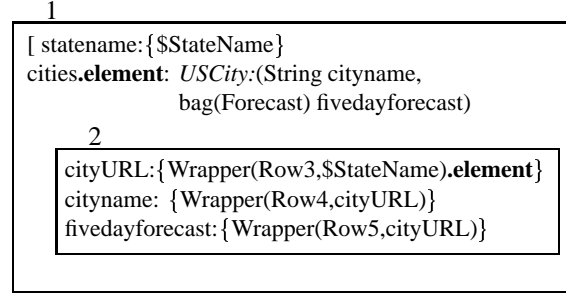 1
[ statename:{$StateName}
cities.element: USCity:(String cityname,
bag(Forecast) fivedayforecast)
2
cityURL:{Wrapper(Row3,$StateName).element}
cityname: {Wrapper(Row4,cityURL)}
fivedayforecast:{Wrapper(Row5,cityURL)}